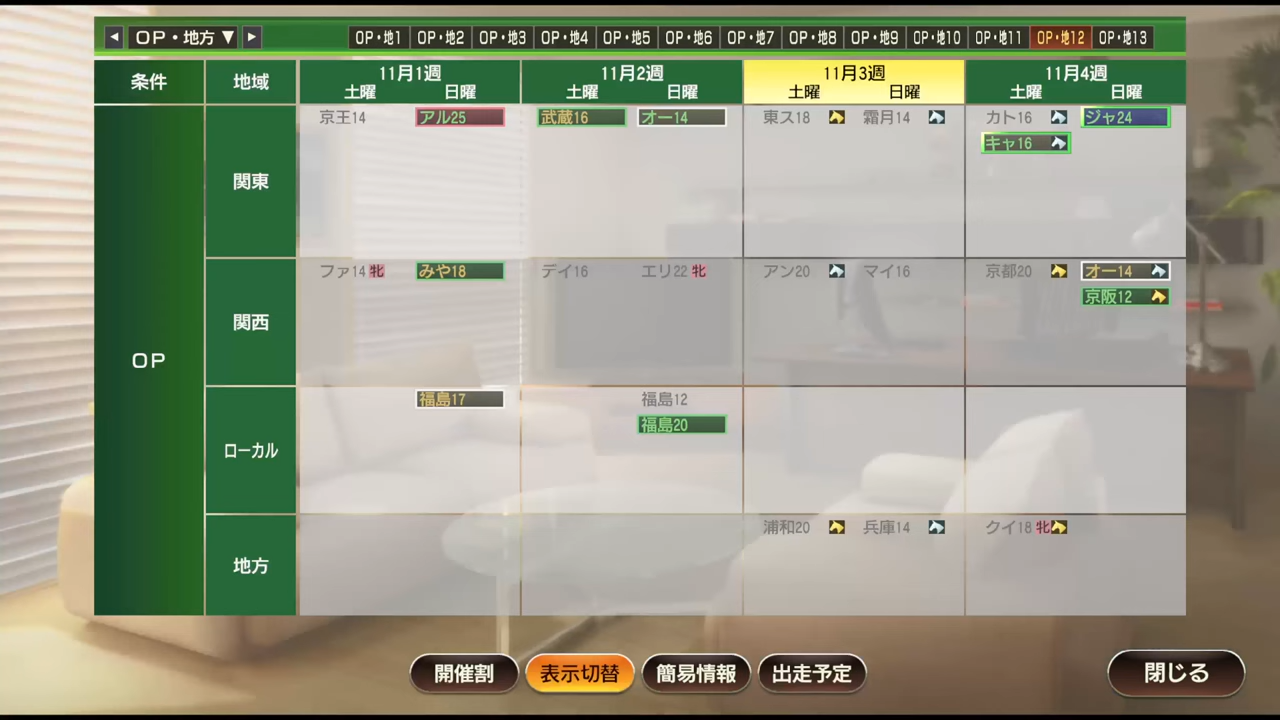 ◀ OP・地方▼ ▶ OP・地1 OP・地2 OP・地3 OP・地4 OP・地5 OP・地6 OP・地7 OP・地8 OP・地9 OP・地10 OP・地11 OP・地12 OP・地13
条件 地域 11月1週 11月2週 11月3週 11月4週
土曜 日曜 土曜 日曜 土曜 日曜 土曜 日曜
OP
関東
京王14 アル25 武蔵16 オー14 東ス18 霜月14 カト16 ジャ24
キャ16
関西
ファ14 牝 みや18 デイ16 エリ22 牝 アン20 マイ16 京都20 オー14
京阪12
ローカル
福島17 福島12
福島20
地方
浦和20 兵庫14 クイ18 牝
開催割 表示切替 簡易情報 出走予定 閉じる